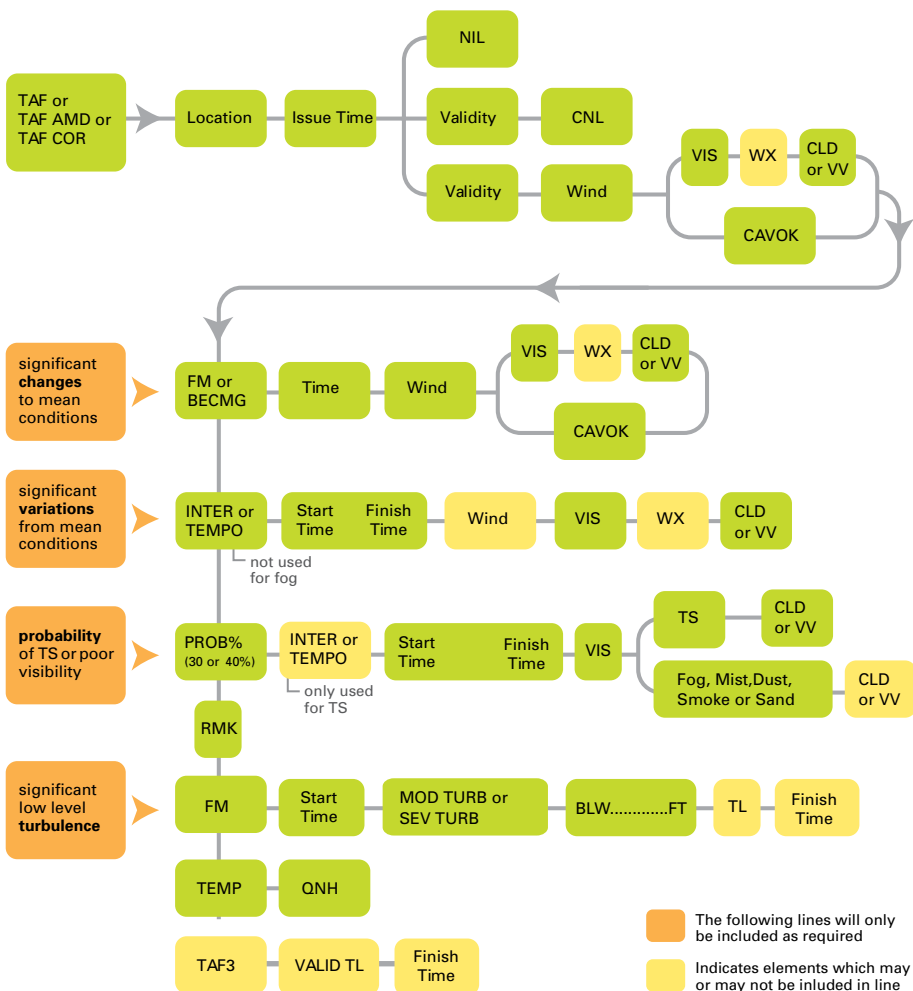 NIL
TAF or
TAF AMD or
TAF COR
Location
Issue Time
Validity
CNL
Validity
Wind
VIS
WX
CLD
or VV
CAVOK
significant
changes
to mean
conditions
FM or
BECMG
Time
Wind
VIS
WX
CLD
or VV
CAVOK
significant
variations
from mean
conditions
INTER or
TEMPO
Start
Time
Finish
Time
Wind
VIS
WX
CLD
or VV
not used
for fog
probability
of TS or poor
visibility
PROB%
(30 or 40%)
INTER or
TEMPO
Start
Time
Finish
Time
VIS
TS
CLD
or VV
Fog, Mist,Dust,
Smoke or Sand
CLD
or VV
only used
for TS
RMK
significant
low level
turbulence
FM
Start
Time
MOD TURB or
SEV TURB
BLW.............FT
TL
Finish
Time
TEMP
QNH
TAF3
VALID TL
Finish
Time
The following lines will only
be included as required
Indicates elements which may
or may not be inluded in line